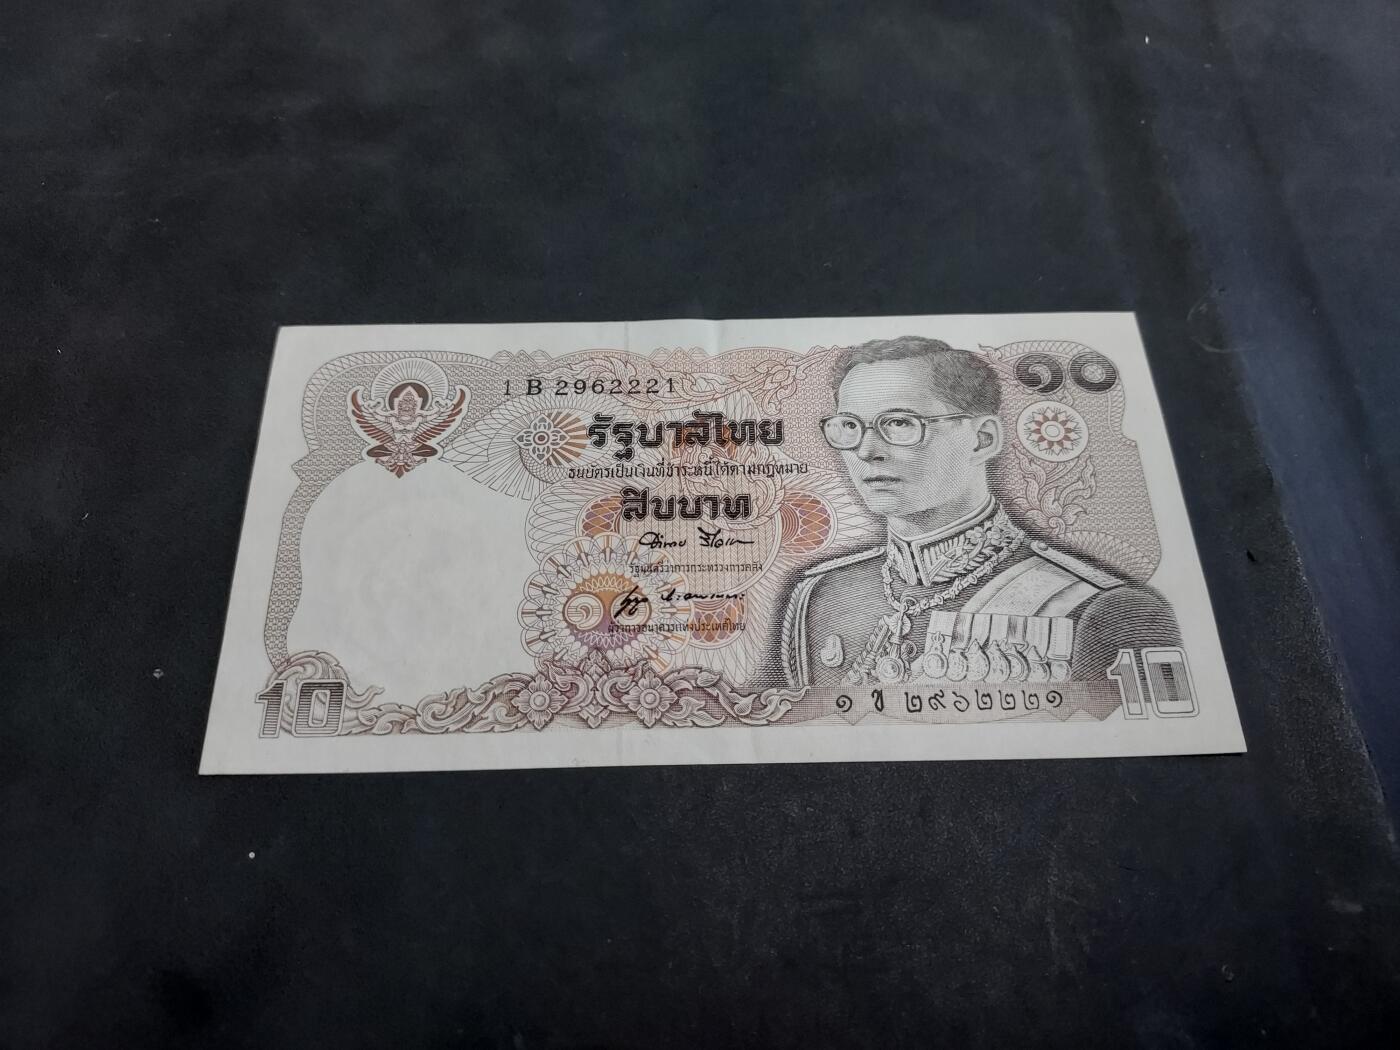 ๑๐
1 B 2962221
รัฐบาลไทย
ธนบัตรเป็นเงินที่ชำระหนี้ได้ตามกฎหมาย
สิบบาท
รัฐมนตรีว่าการกระทรวงการคลัง
๑๐
ผู้ว่าการธนาคารแห่งประเทศไทย
10
๑ ข ๒๙๖๒๒๒๑
10